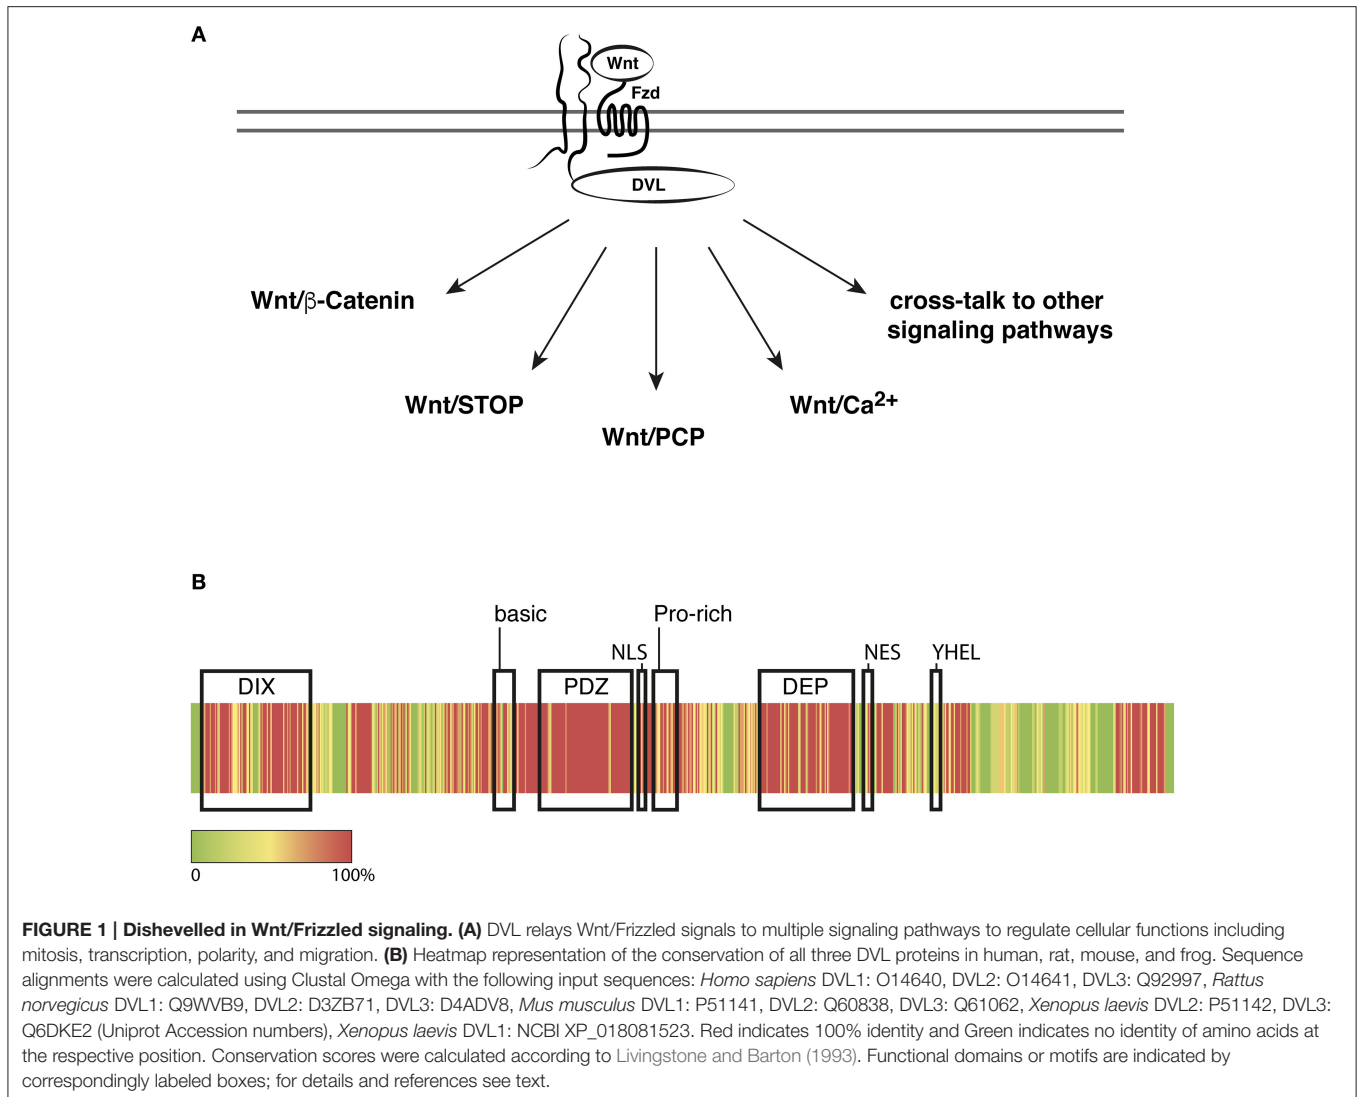 A
Wnt
Fzd
DVL
Wnt/β-Catenin
cross-talk to other
signaling pathways
Wnt/STOP
Wnt/Ca2+
Wnt/PCP
B
basic
Pro-rich
NLS
NES
YHEL
DIX
PDZ
DEP
0
100%
FIGURE 1 | Dishevelled in Wnt/Frizzled signaling. (A) DVL relays Wnt/Frizzled signals to multiple signaling pathways to regulate cellular functions including
mitosis, transcription, polarity, and migration. (B) Heatmap representation of the conservation of all three DVL proteins in human, rat, mouse, and frog. Sequence
alignments were calculated using Clustal Omega with the following input sequences: Homo sapiens DVL1: O14640, DVL2: O14641, DVL3: Q92997, Rattus
norvegicus DVL1: Q9WVB9, DVL2: D3ZB71, DVL3: D4ADV8, Mus musculus DVL1: P51141, DVL2: Q60838, DVL3: Q61062, Xenopus laevis DVL2: P51142, DVL3:
Q6DKE2 (Uniprot Accession numbers), Xenopus laevis DVL1: NCBI XP_018081523. Red indicates 100% identity and Green indicates no identity of amino acids at
the respective position. Conservation scores were calculated according to Livingstone and Barton (1993). Functional domains or motifs are indicated by
correspondingly labeled boxes; for details and references see text.